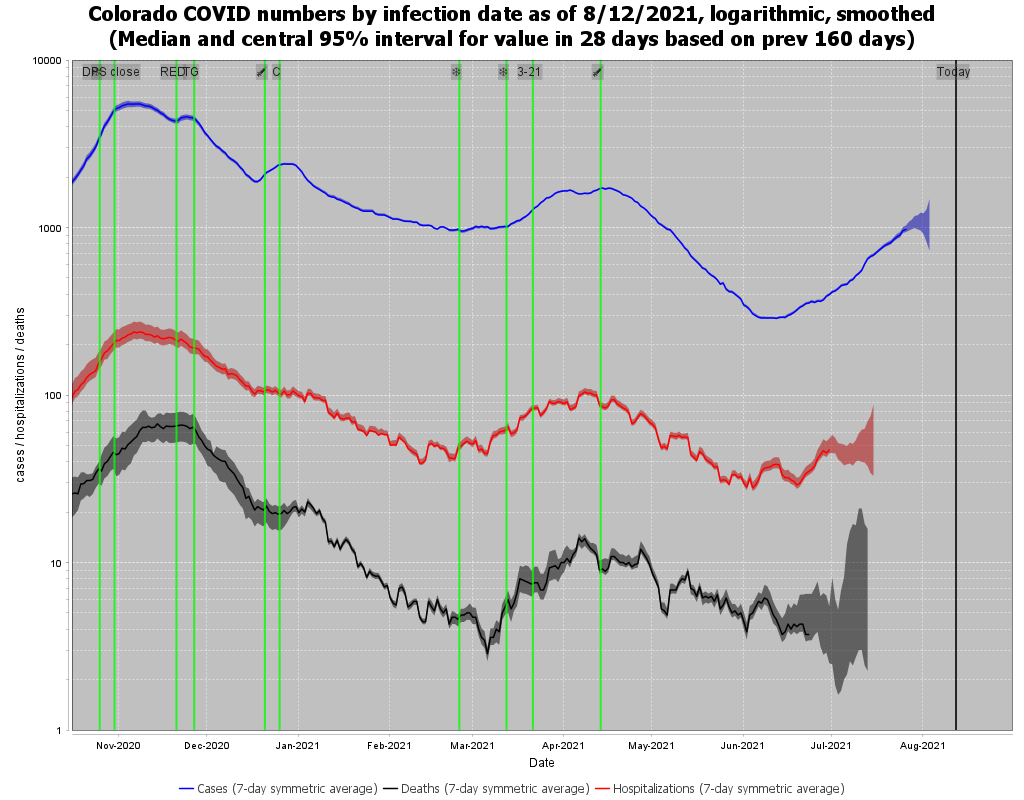 Colorado COVID numbers by infection date as of 8/12/2021, logarithmic, smoothed
(Median and central 95% interval for value in 28 days based on prev 160 days)
close
TG
C
3-21
Today
10000
1000
100
10
1
cases / hospitalizations / deaths
Nov-2020 Dec-2020 Jan-2021 Feb-2021 Mar-2021 Apr-2021 May-2021 Jun-2021 Jul-2021 Aug-2021
Date
Cases (7-day symmetric average) Deaths (7-day symmetric average) Hospitalizations (7-day symmetric average)